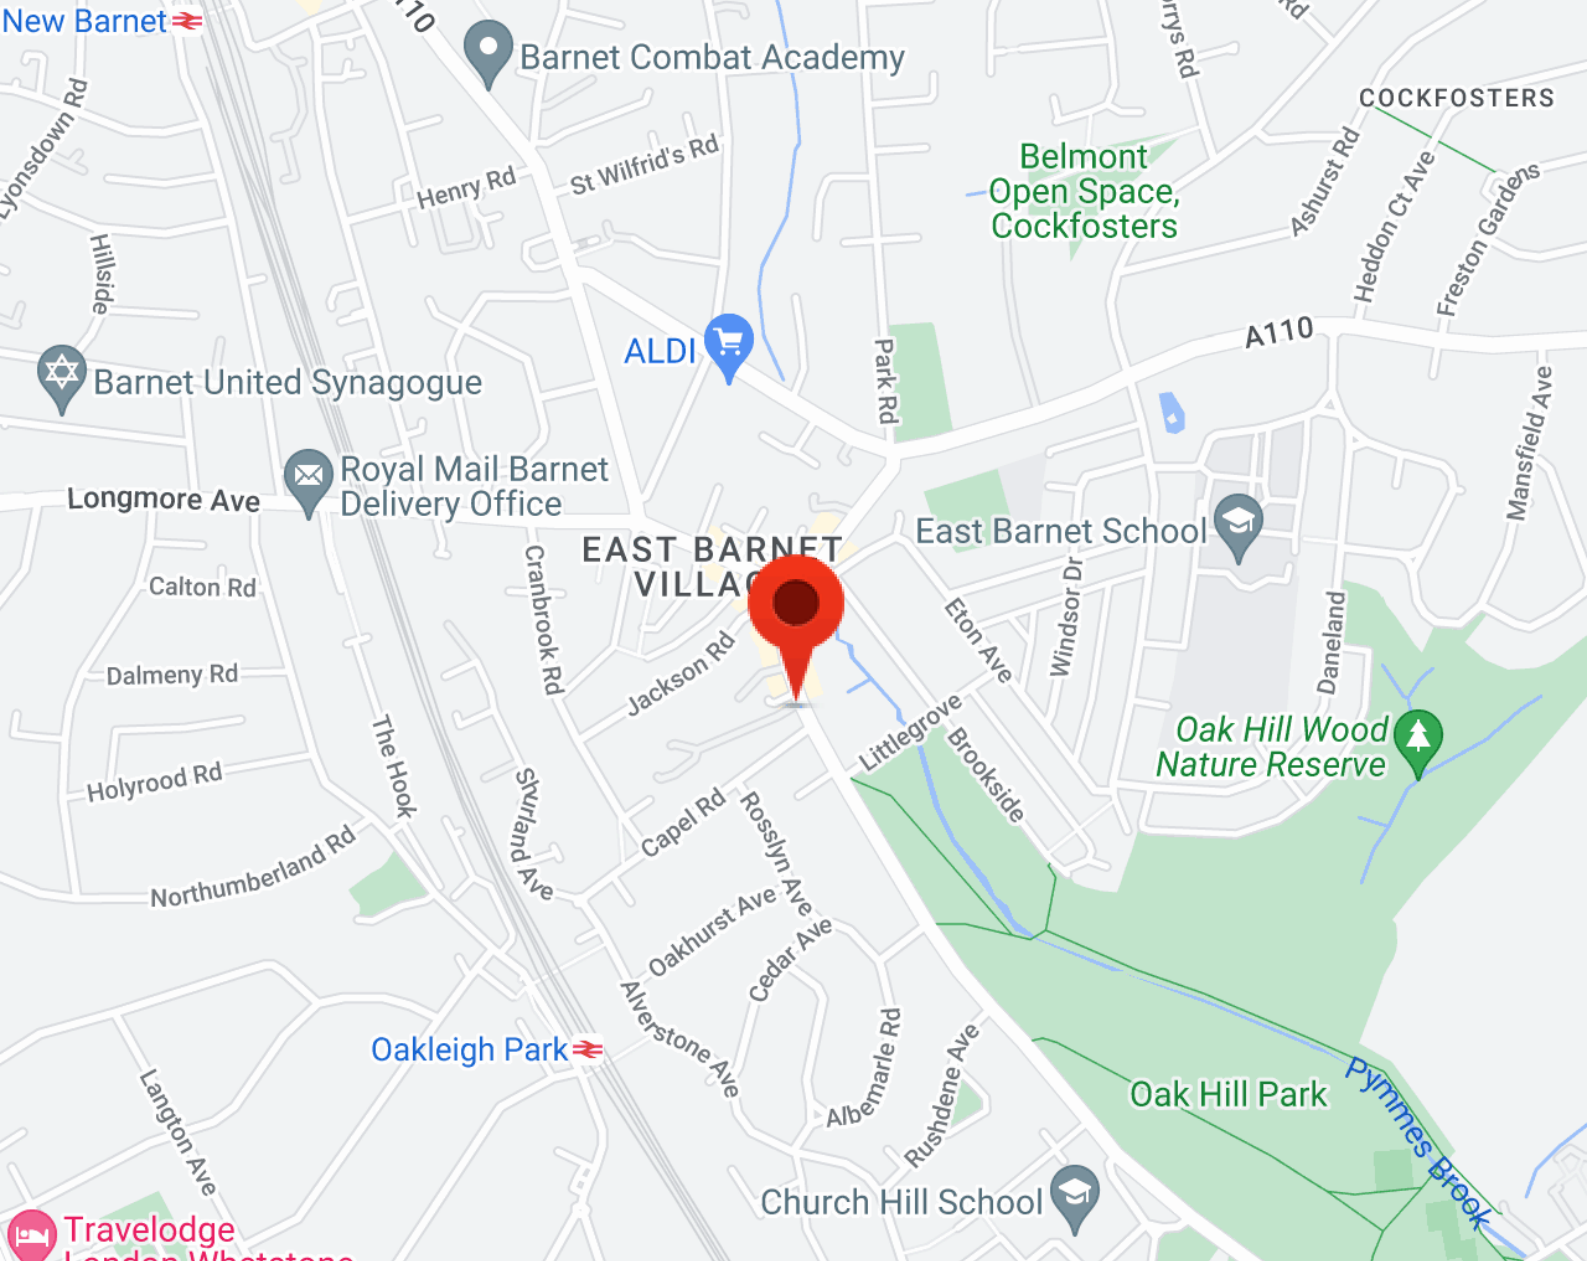 New Barnet
110
Barnet Combat Academy
Rd
COCKFOSTERS
Lyonsdown Rd
St Wilfrid's Rd
Henry Rd
Belmont
Open Space,
Cockfosters
Ashurst Rd
Heddon Ct Ave
Freston Gardens
Hillside
A110
ALDI
Park Rd
Barnet United Synagogue
Mansfield Ave
Royal Mail Barnet
Delivery Office
Longmore Ave
East Barnet School
EAST BARNET
Calton Rd
Cranbrook Rd
Eton Ave
Windsor Dr
Daneland
Dalmeny Rd
Jackson Rd
Littlegrove
Brookside
Oak Hill Wood
Nature Reserve
The Hook
Holyrood Rd
Shurland Ave
Capel Rd
Rosslyn Ave
Northumberland Rd
Oakhurst Ave
Cedar Ave
Alverstone Ave
Albemarle Rd
Rushdene Ave
Oakleigh Park
Langton Ave
Oak Hill Park
Pymmes Brook
Church Hill School
Travelodge
London Whetstone